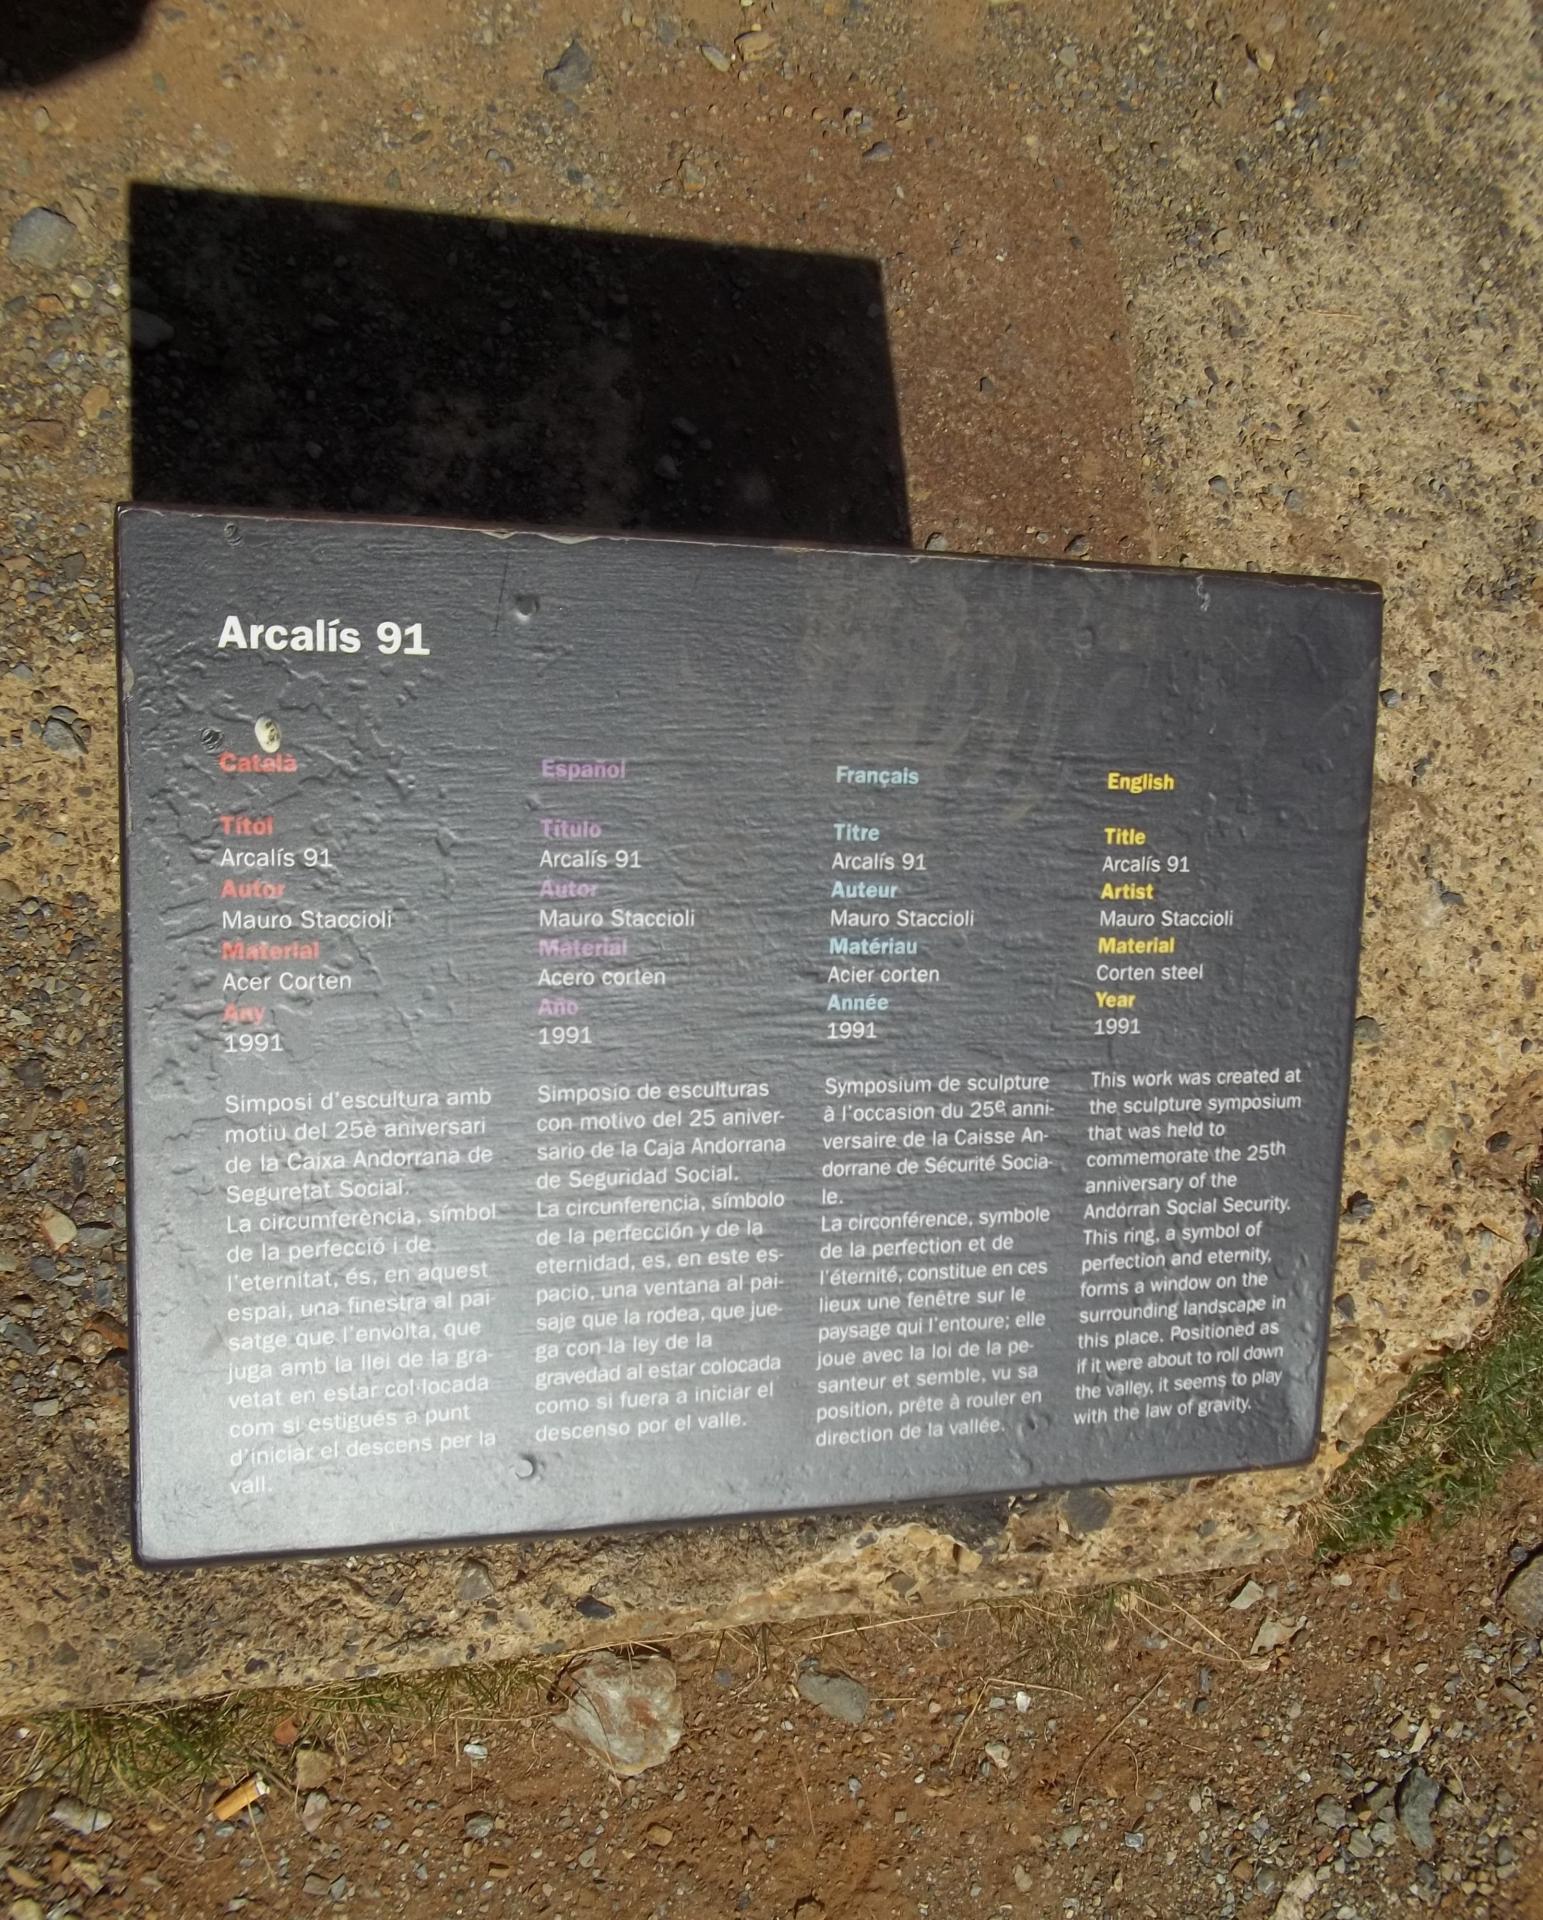 Arcalís 91
Català
Títol
Arcalís 91
Autor
Mauro Staccioli
Material
Acer Corten
Any
1991
Simposi d'escultura amb
motiu del 25è aniversari
de la Caixa Andorrana de
Seguretat Social.
La circumferència, símbol
de la perfecció i de
l'eternitat, és, en aquest
espai, una finestra al pai-
satge que l'envolta, que
juga amb la llei de la gra-
vetat en estar col·locada
com si estigués a punt
d'iniciar el descens per la
vall.
Español
Título
Arcalís 91
Autor
Mauro Staccioli
Material
Acero corten
Año
1991
Simposio de esculturas
con motivo del 25 aniver-
sario de la Caja Andorrana
de Seguridad Social.
La circunferencia, símbolo
de la perfección y de la
eternidad, es, en este es-
pacio, una ventana al pai-
saje que la rodea, que jue-
ga con la ley de la
gravedad al estar colocada
como si fuera a iniciar el
descenso por el valle.
Français
Titre
Arcalís 91
Auteur
Mauro Staccioli
Matériau
Acier corten
Année
1991
Symposium de sculpture
à l'occasion du 25e anni-
versaire de la Caisse An-
dorrane de Sécurité Socia-
le.
La circonférence, symbole
de la perfection et de
l'éternité, constitue en ces
lieux une fenêtre sur le
paysage qui l'entoure; elle
joue avec la loi de la pe-
santeur et semble, vu sa
position, prête à rouler en
direction de la vallée.
English
Title
Arcalís 91
Artist
Mauro Staccioli
Material
Corten steel
Year
1991
This work was created at
the sculpture symposium
that was held to
commemorate the 25th
anniversary of the
Andorran Social Security.
This ring, a symbol of
perfection and eternity,
forms a window on the
surrounding landscape in
this place. Positioned as
if it were about to roll down
the valley, it seems to play
with the law of gravity.